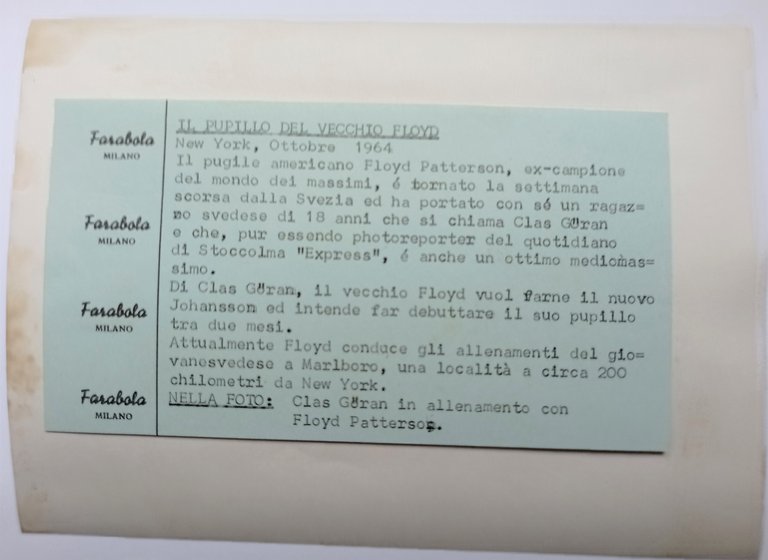 Farabola
MILANO
Farabola
MILANO
Farabola
MILANO
Farabola
MILANO
IL PUPILLO DEL VECCHIO FLOYD
New York, Ottobre 1964
Il pugile americano Floyd Patterson, ex-campione
del mondo dei massimi, é tornato la settimana
scorsa dalla Svezia ed ha portato con sé un ragaz=
no svedese di 18 anni che si chiama Clas Göran
e che, pur essendo photoreporter del quotidiano
di Stoccolma "Express", é anche un ottimo mediomas=
simo.
Di Clas Göran, il vecchio Floyd vuol farne il nuovo
Johansson ed intende far debuttare il suo pupillo
tra due mesi.
Attualmente Floyd conduce gli allenamenti del gio=
vanesvedese a Marlboro, una località a circa 200
chilometri da New York.
NELLA FOTO: Clas Göran in allenamento con
Floyd Patterson.